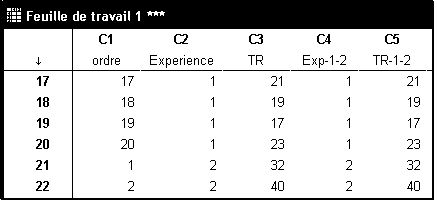 Feuille de travail 1 ***
C1 C2 C3 C4 C5
↓ ordre Experience TR Exp-1-2 TR-1-2
17 17 1 21 1 21
18 18 1 19 1 19
19 19 1 17 1 17
20 20 1 23 1 23
21 1 2 32 2 32
22 2 2 40 2 40